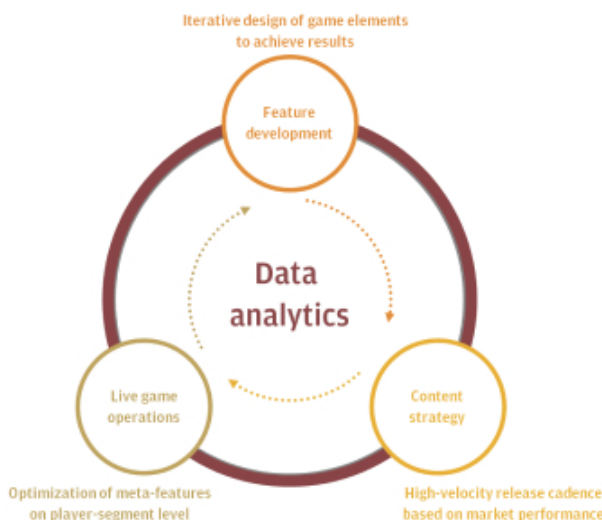 Iterative design of game elements
to achieve results
Feature
development
Data
analytics
Live game
operations
Content
strategy
Optimization of meta-features
on player-segment level
High-velocity release cadence
based on market performance